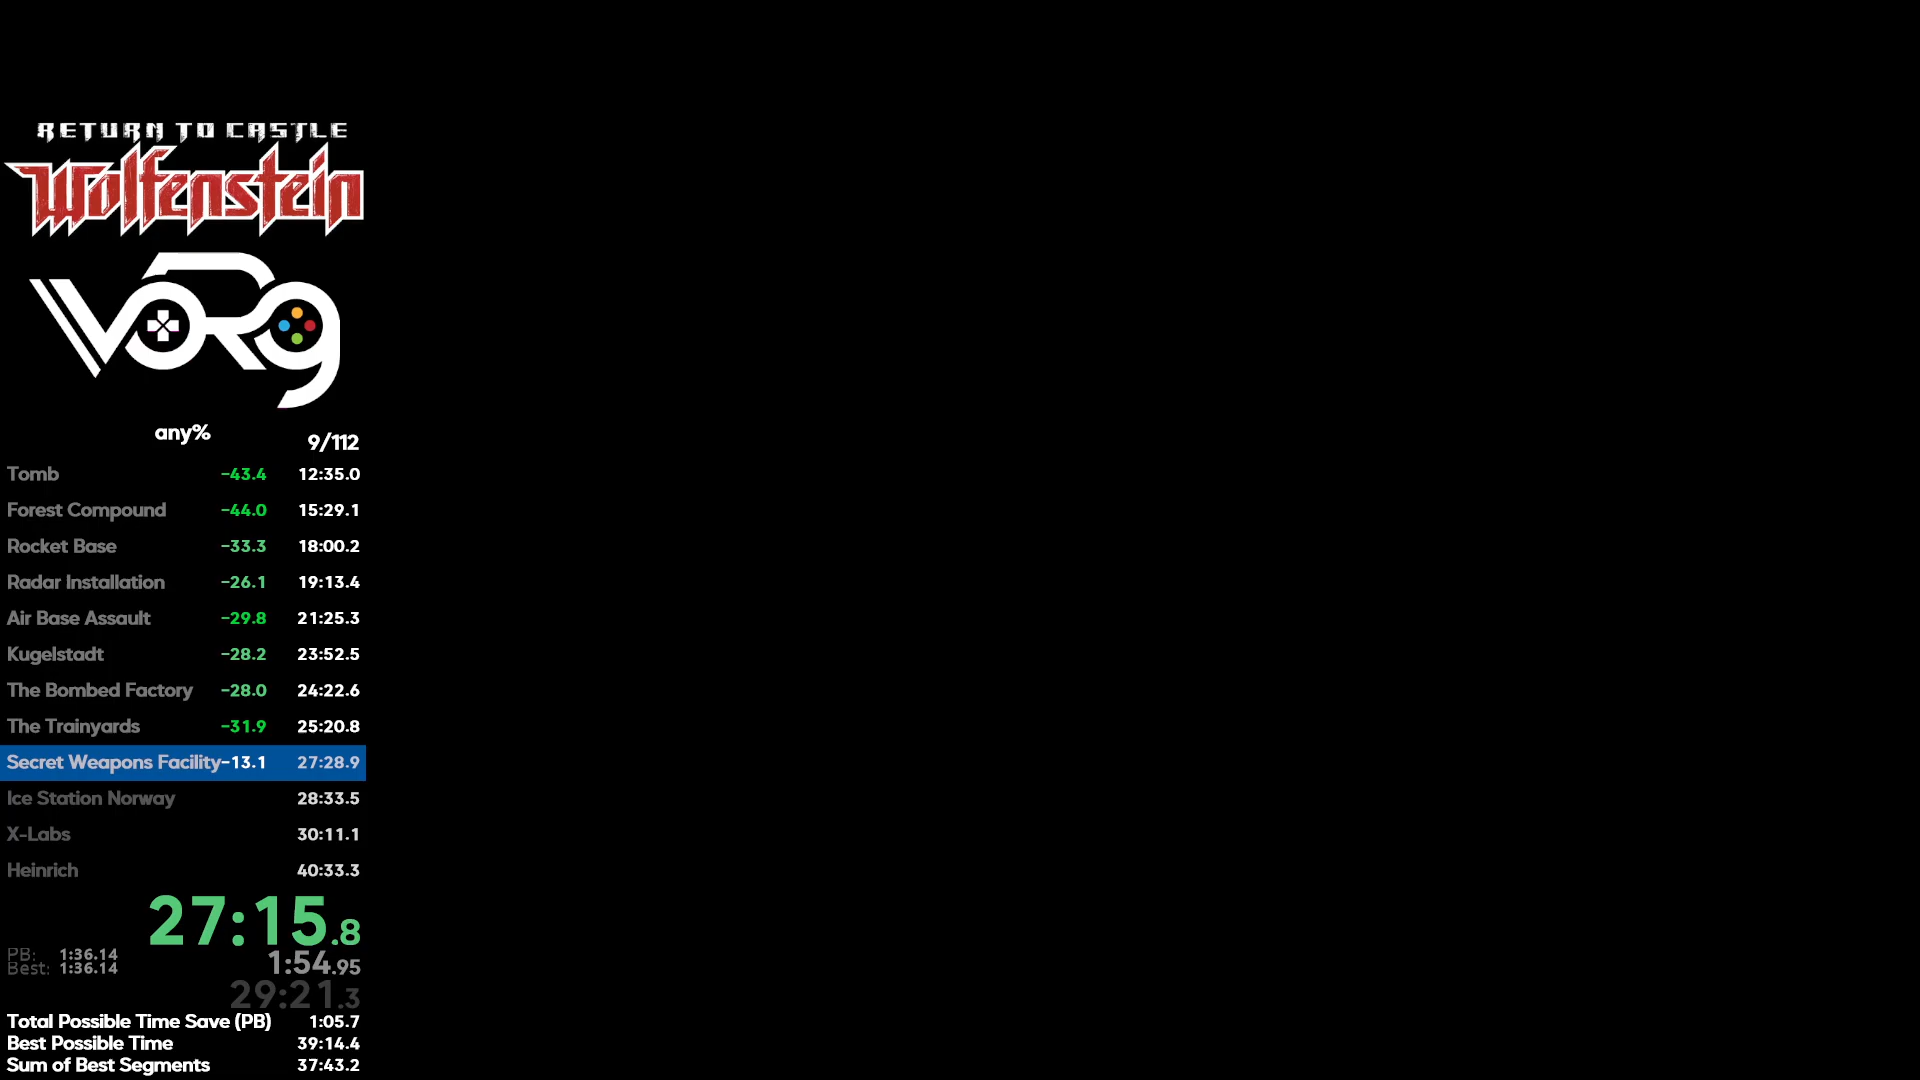 RETURN TO CASTLE
Wolfenstein
VORg
any%
9/112
Tomb -43.4 12:35.0
Forest Compound -44.0 15:29.1
Rocket Base -33.3 18:00.2
Radar Installation -26.1 19:13.4
Air Base Assault -29.8 21:25.3
Kugelstadt -28.2 23:52.5
The Bombed Factory -28.0 24:22.6
The Trainyards -31.9 25:20.8
Secret Weapons Facility -13.1 27:28.9
Ice Station Norway 28:33.5
X-Labs 30:11.1
Heinrich 40:33.3
27:15.8
PB: 1:36.14
Best: 1:36.14
1:54.95
29:21.3
Total Possible Time Save (PB) 1:05.7
Best Possible Time 39:14.4
Sum of Best Segments 37:43.2